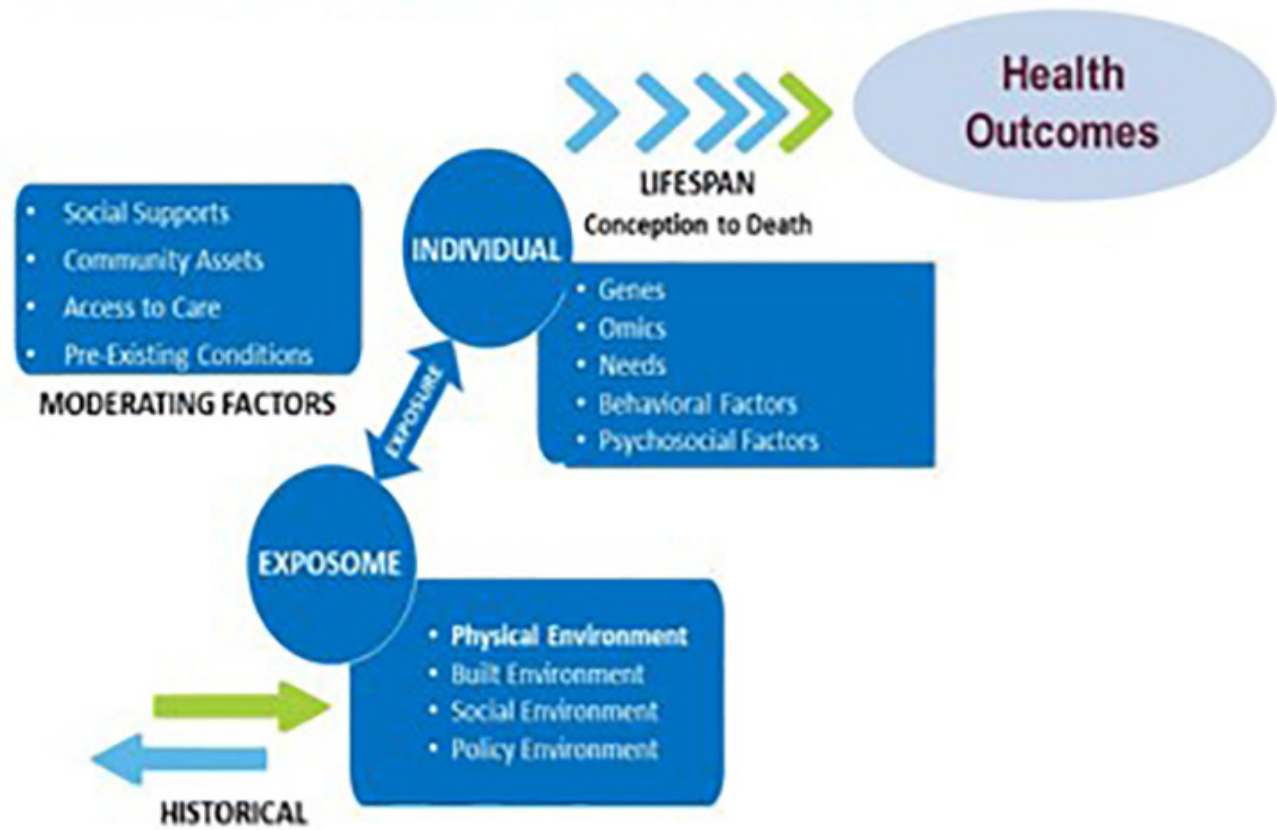 Health
Outcomes
LIFESPAN
Conception to Death
INDIVIDUAL
• Social Supports
• Community Assets
• Access to Care
• Pre-Existing Conditions
MODERATING FACTORS
• Genes
• Omics
• Needs
• Behavioral Factors
• Psychosocial Factors
EXPOSURE
EXPOSOME
• Physical Environment
• Built Environment
• Social Environment
• Policy Environment
HISTORICAL